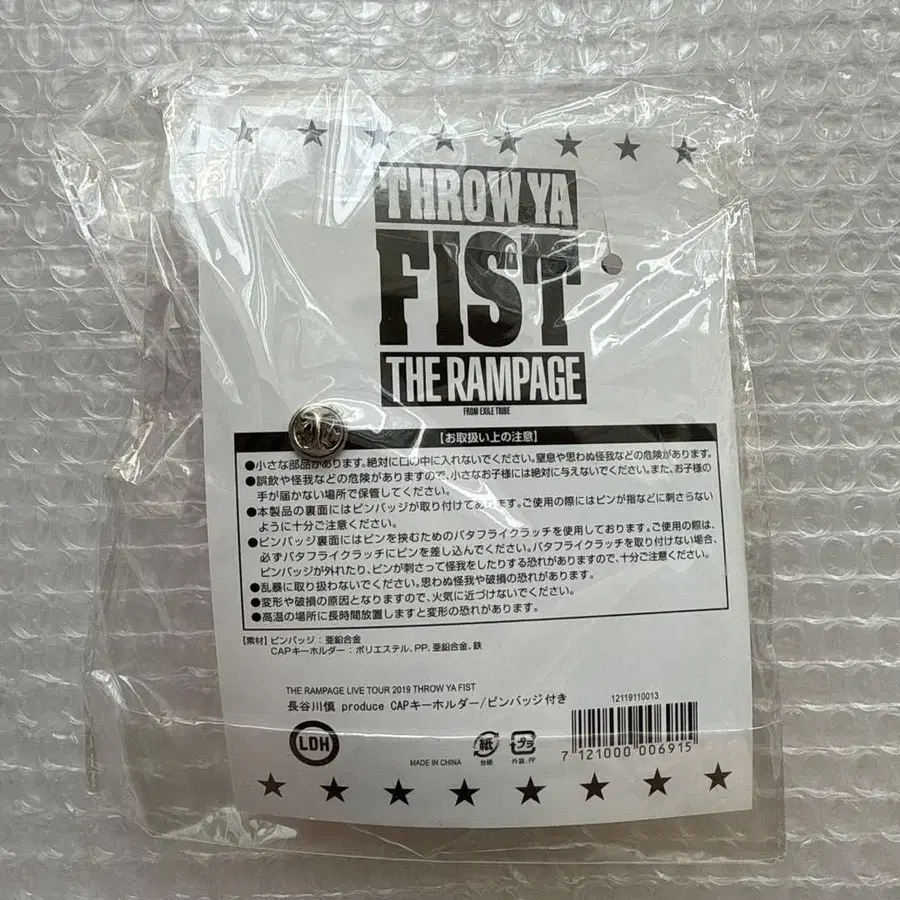 THROW YA
FIST
THE RAMPAGE
FROM EXILE TRIBE
【お取扱い上の注意】
●小さな部品があります。絶対に口の中に入れないでください。窒息や思わぬ怪我などの危険があります。
●誤飲や怪我などの危険がありますので、小さなお子様には絶対に与えないでください。また、お子様の
手が届かない場所で保管してください。
●本製品の裏面にはピンバッジが取り付けてあります。ご使用の際にはピンが指などに刺さらない
ように十分ご注意ください。
●ピンバッジ裏面にはピンを挟むためのバタフライクラッチを使用しております。ご使用の際は、
必ずバタフライクラッチにピンを差し込んでください。バタフライクラッチを取り付けない場合、
ピンバッジが外れたり、ピンが刺さって怪我をしたりする恐れがありますので、十分ご注意ください。
●乱暴に取り扱わないでください。思わぬ怪我や破損の恐れがあります。
●変形や破損の原因となりますので、火気に近づけないでください。
●高温の場所に長時間放置しますと変形の恐れがあります。
【素材】ピンバッジ：亜鉛合金
CAPキーホルダー：ポリエステル、PP、亜鉛合金、鉄
THE RAMPAGE LIVE TOUR 2019 THROW YA FIST
長谷川慎 produce CAPキーホルダー/ピンバッジ付き
12119110013
7 121000 006915
LDH
MADE IN CHINA
紙
台紙
プラ
外装:PP